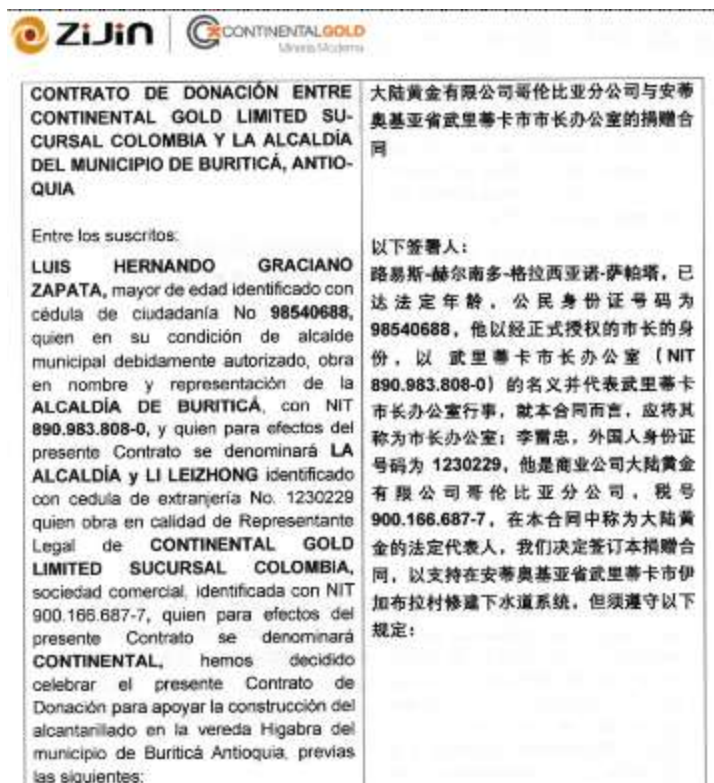 ZiJin
CONTINENTALGOLD
Minería Moderna
CONTRATO DE DONACIÓN ENTRE
CONTINENTAL GOLD LIMITED SU-
CURSAL COLOMBIA Y LA ALCALDÍA
DEL MUNICIPIO DE BURITICÁ, ANTIO-
QUIA
Entre los suscritos:
LUIS HERNANDO GRACIANO
ZAPATA, mayor de edad identificado con
cédula de ciudadanía No 98540688,
quien en su condición de alcalde
municipal debidamente autorizado, obra
en nombre y representación de la
ALCALDÍA DE BURITICÁ, con NIT
890.983.808-0, y quien para efectos del
presente Contrato se denominará LA
ALCALDÍA y LI LEIZHONG identificado
con cedula de extranjería No. 1230229
quien obra en calidad de Representante
Legal de CONTINENTAL GOLD
LIMITED SUCURSAL COLOMBIA,
sociedad comercial, identificada con NIT
900.166.687-7, quien para efectos del
presente Contrato se denominará
CONTINENTAL, hemos decidido
celebrar el presente Contrato de
Donación para apoyar la construcción del
alcantarillado en la vereda Higabra del
municipio de Buriticá Antioquia, previas
las siguientes:
大陆黄金有限公司哥伦比亚分公司与安蒂
奥基亚省武里蒂卡市市长办公室的捐赠合
同
以下签署人：
路易斯-赫尔南多-格拉西亚诺-萨帕塔，已
达法定年龄，公民身份证号码为
98540688，他以经正式授权的市长的身
份，以 武里蒂卡市长办公室（NIT
890.983.808-0）的名义并代表武里蒂卡
市长办公室行事，就本合同而言，应将其
称为市长办公室；李雷忠，外国人身份证
号码为 1230229，他是商业公司大陆黄金
有限公司哥伦比亚分公司，税号
900.166.687-7，在本合同中称为大陆黄
金的法定代表人，我们决定签订本捐赠合
同，以支持在安蒂奥基亚省武里蒂卡市伊
加布拉村修建下水道系统，但须遵守以下
规定：